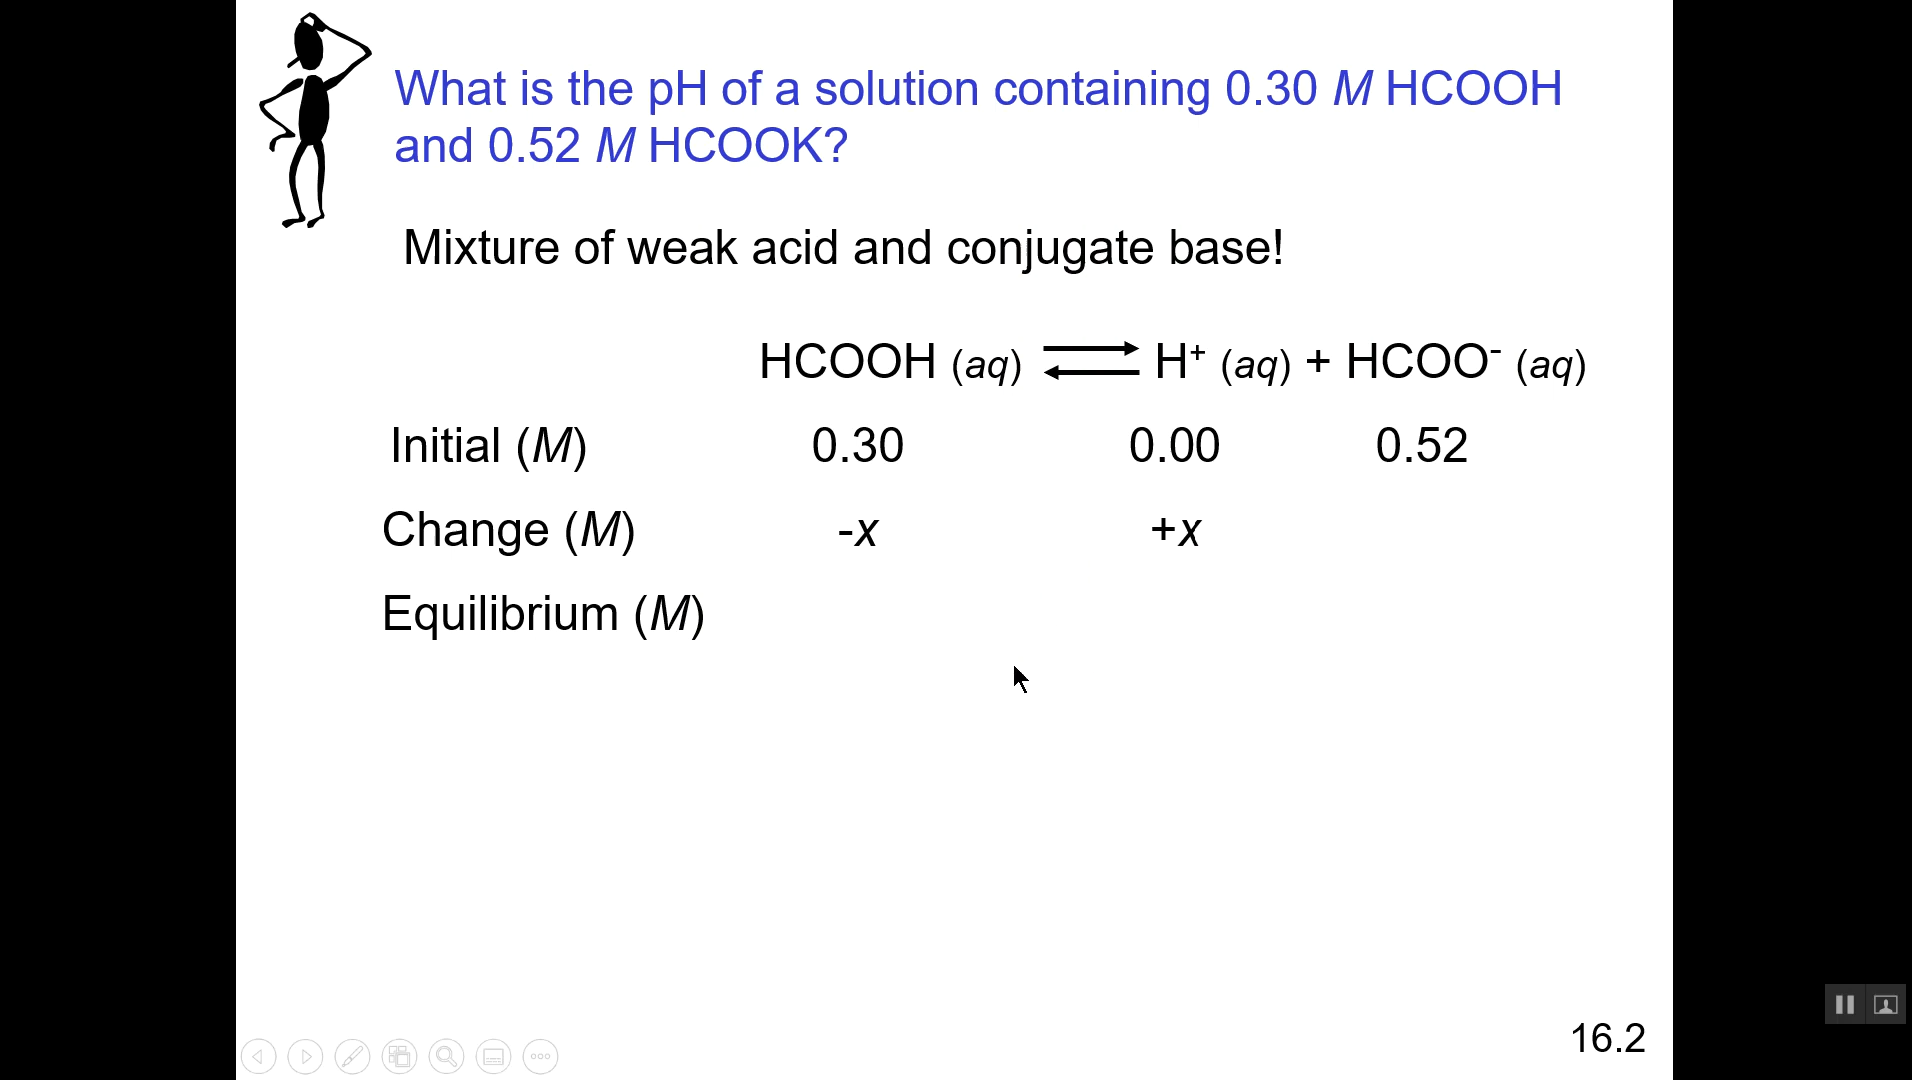 What is the pH of a solution containing 0.30 M HCOOH
and 0.52 M HCOOK?
Mixture of weak acid and conjugate base!
HCOOH (aq) ⇌ H⁺ (aq) + HCOO⁻ (aq)
Initial (M) 0.30 0.00 0.52
Change (M) -x +x
Equilibrium (M)
16.2